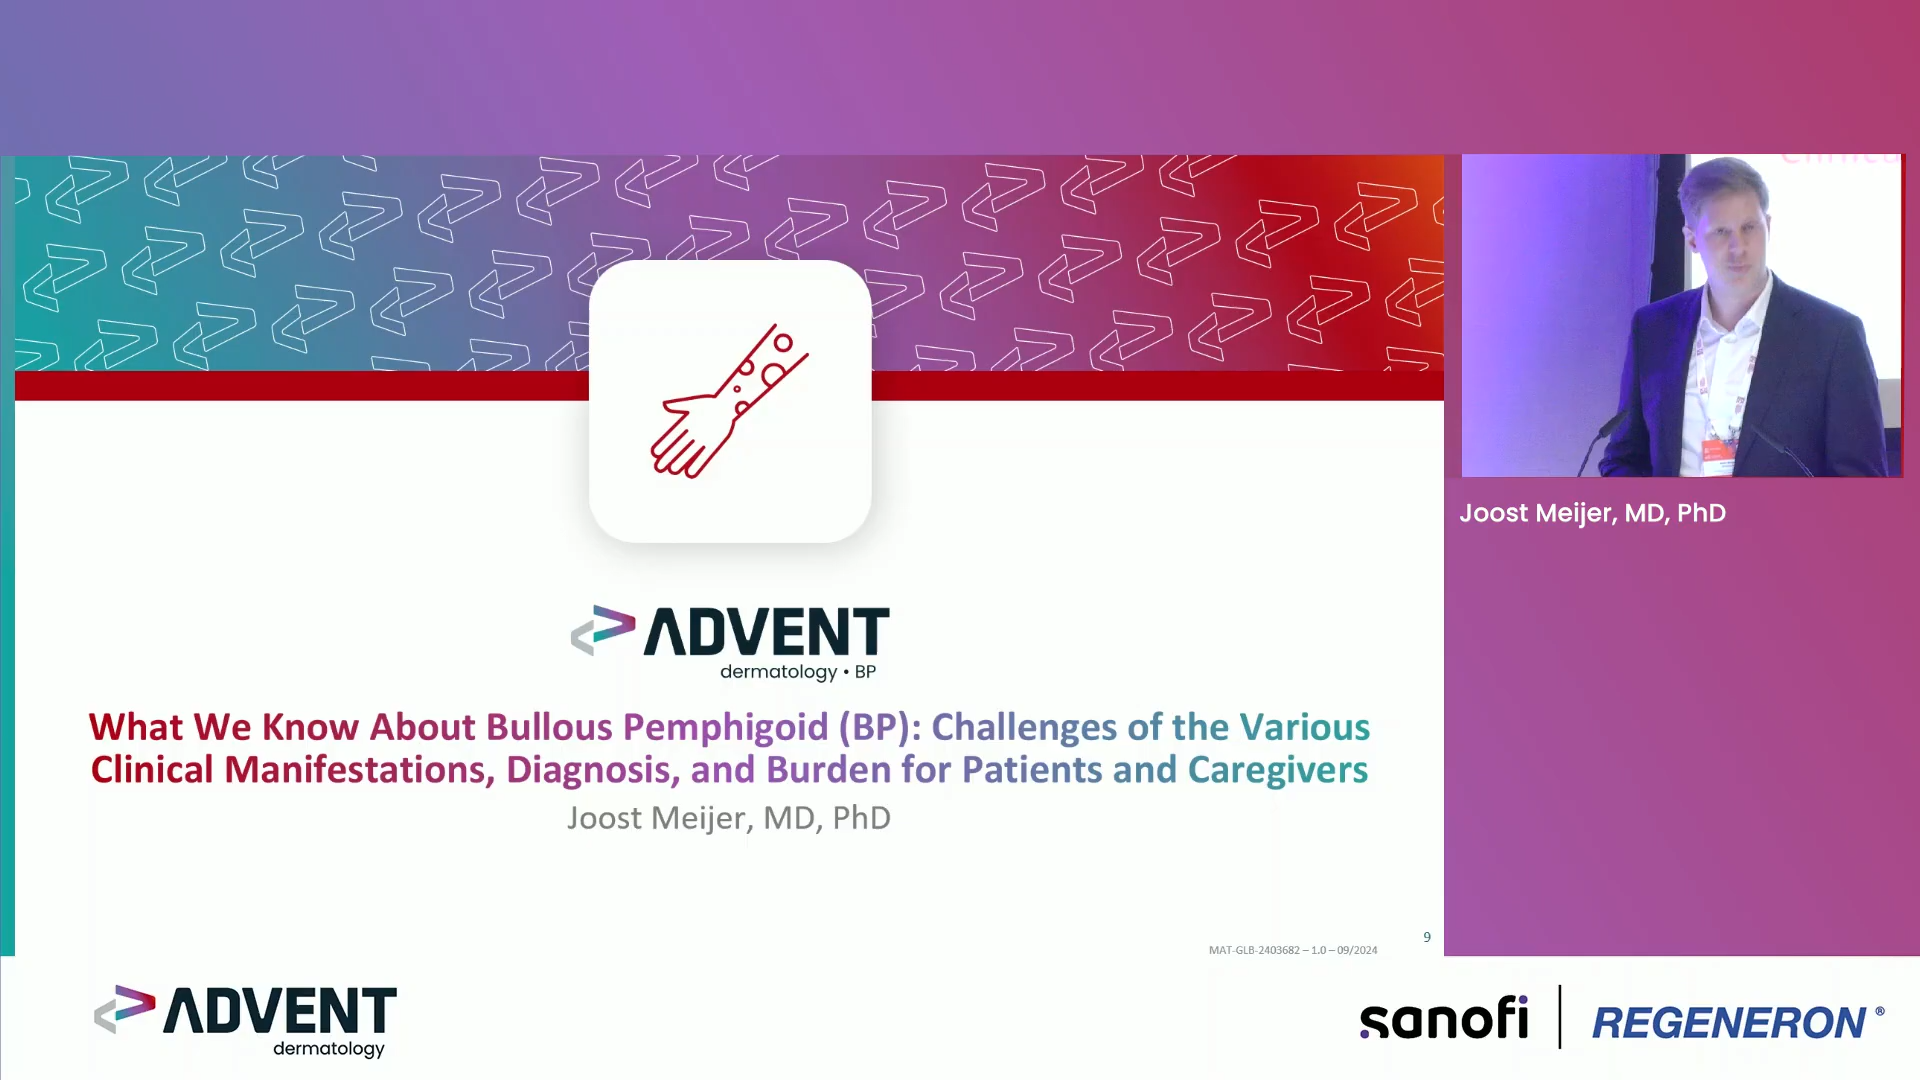 Clinica
Joost Meijer, MD, PhD
ADVENT
dermatology • BP
What We Know About Bullous Pemphigoid (BP): Challenges of the Various
Clinical Manifestations, Diagnosis, and Burden for Patients and Caregivers
Joost Meijer, MD, PhD
9
MAT-GLB-2403682 – 1.0 – 09/2024
ADVENT
dermatology
sanofi
REGENERON®